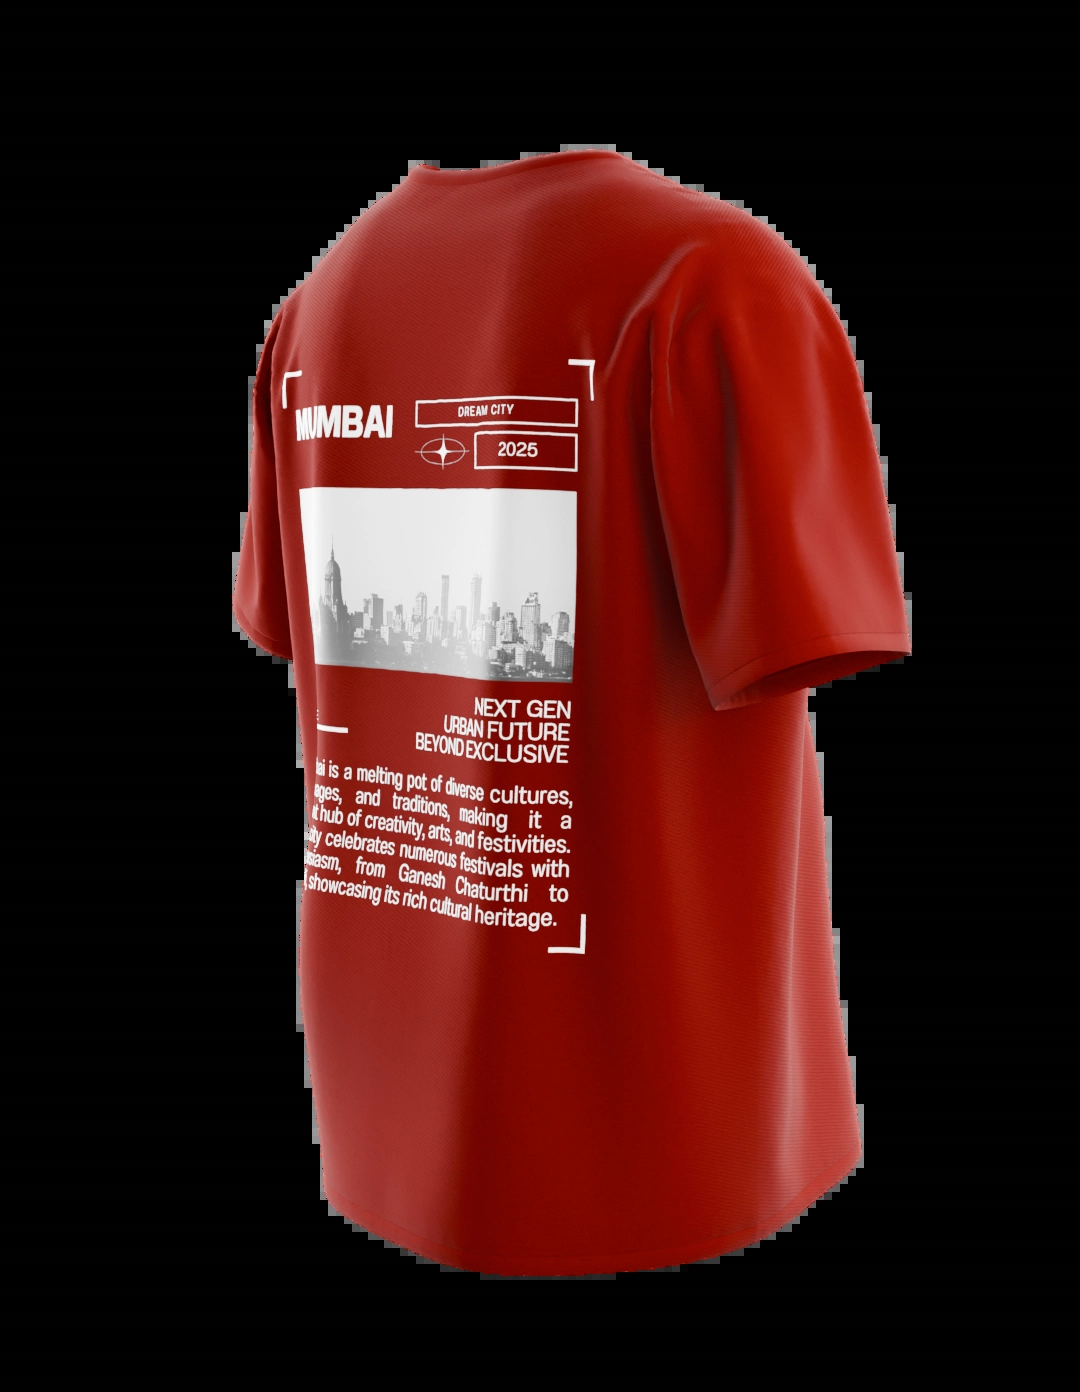 MUMBAI
DREAM CITY
2025
NEXT GEN
URBAN FUTURE
BEYOND EXCLUSIVE
is a melting pot of diverse cultures,
and traditions, making it a
hub of creativity, arts, and festivities.
city celebrates numerous festivals with
from Ganesh Chaturthi to
showcasing its rich cultural heritage.